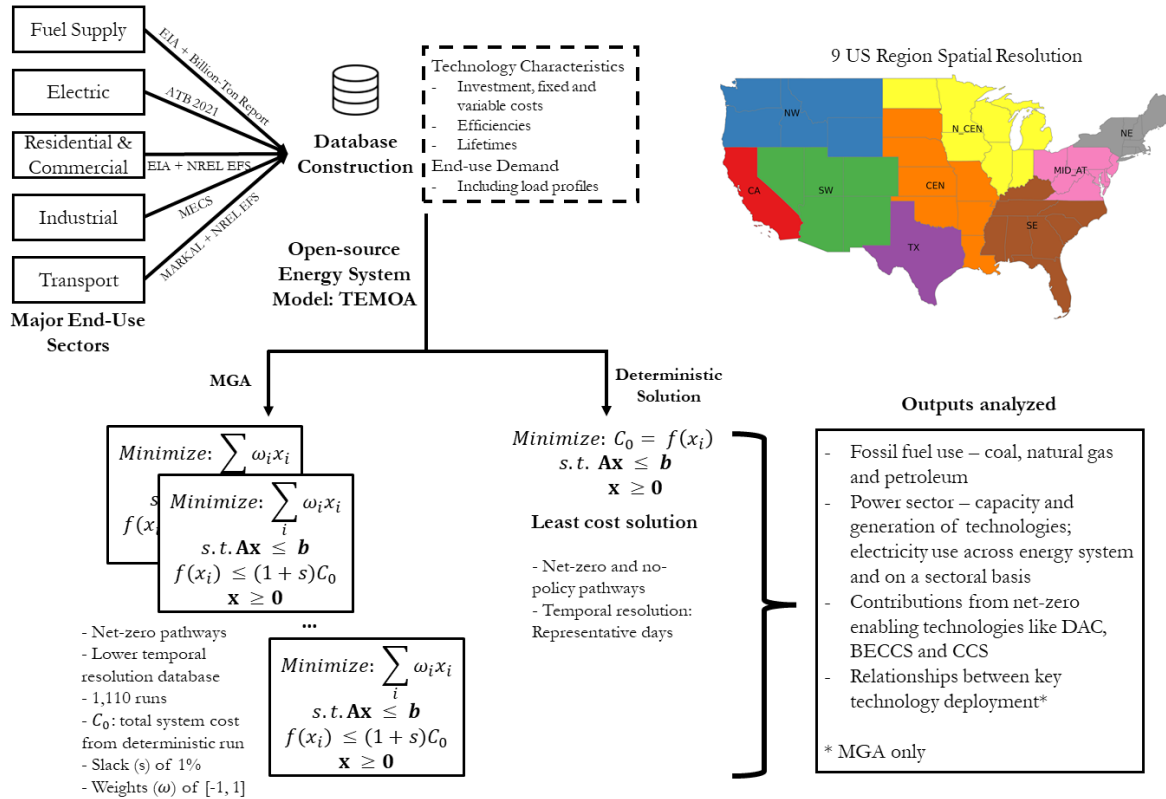 Fuel Supply
Electric
Residential &
Commercial
Industrial
Transport
Major End-Use
Sectors
EIA + Billion-Ton Report
ATB 2021
EIA + NREL EFS
MECS
MARKAL + NREL EFS
Database
Construction
Technology Characteristics
- Investment, fixed and
variable costs
- Efficiencies
- Lifetimes
End-use Demand
- Including load profiles
9 US Region Spatial Resolution
NW
N_CEN
NE
MID_AT
CA
SW
CEN
SE
TX
Open-source
Energy System
Model: TEMOA
MGA
Deterministic
Solution
Minimize: ∑ ω𝑖x𝑖
s
f(x𝑖
Minimize: ∑ ω𝑖x𝑖
i
s.t. Ax ≤ b
f(x𝑖) ≤ (1 + s)C₀
x ≥ 0
...
Minimize: ∑ ω𝑖x𝑖
i
s.t. Ax ≤ b
f(x𝑖) ≤ (1 + s)C₀
x ≥ 0
- Net-zero pathways
- Lower temporal
resolution database
- 1,110 runs
- C₀: total system cost
from deterministic run
- Slack (s) of 1%
- Weights (ω) of [-1, 1]
Minimize: C₀ = f(x𝑖)
s.t. Ax ≤ b
x ≥ 0
Least cost solution
- Net-zero and no-
policy pathways
- Temporal resolution:
Representative days
Outputs analyzed
- Fossil fuel use – coal, natural gas
and petroleum
- Power sector – capacity and
generation of technologies;
electricity use across energy system
and on a sectoral basis
- Contributions from net-zero
enabling technologies like DAC,
BECCS and CCS
- Relationships between key
technology deployment*
* MGA only